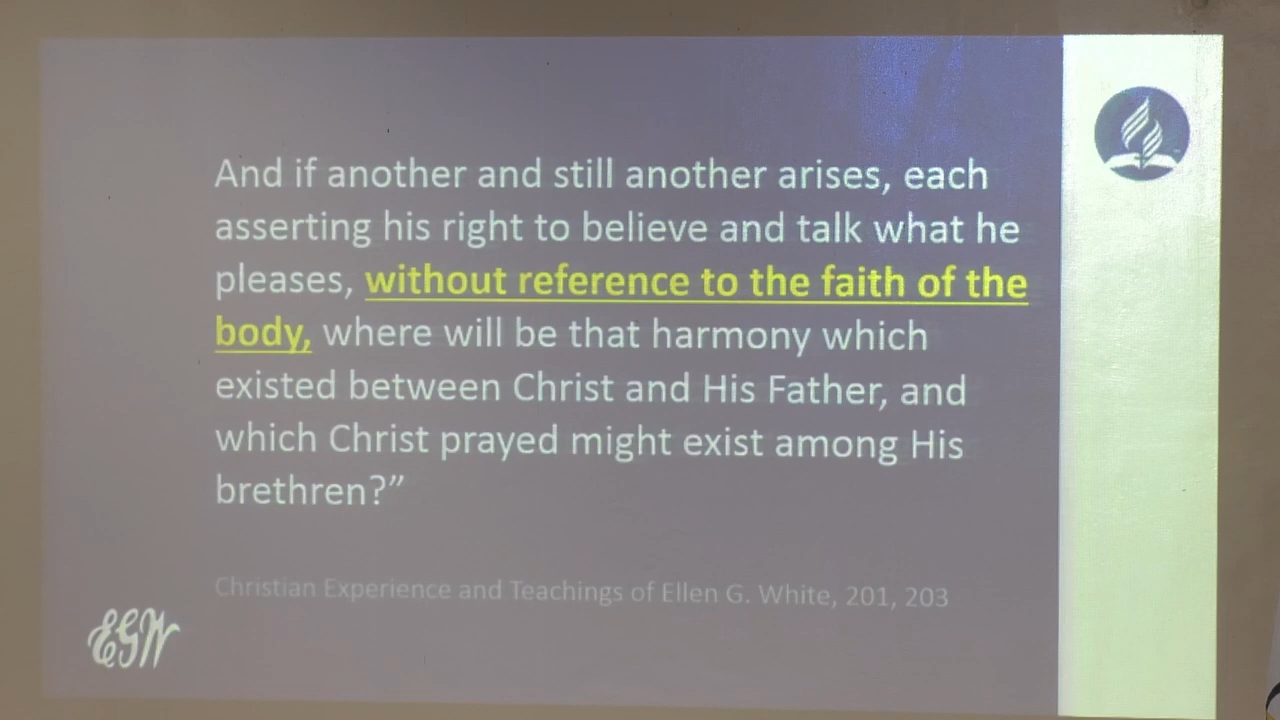 And if another and still another arises, each
asserting his right to believe and talk what he
pleases, without reference to the faith of the
body, where will be that harmony which
existed between Christ and His Father, and
which Christ prayed might exist among His
brethren?”
Christian Experience and Teachings of Ellen G. White, 201, 203
EGW